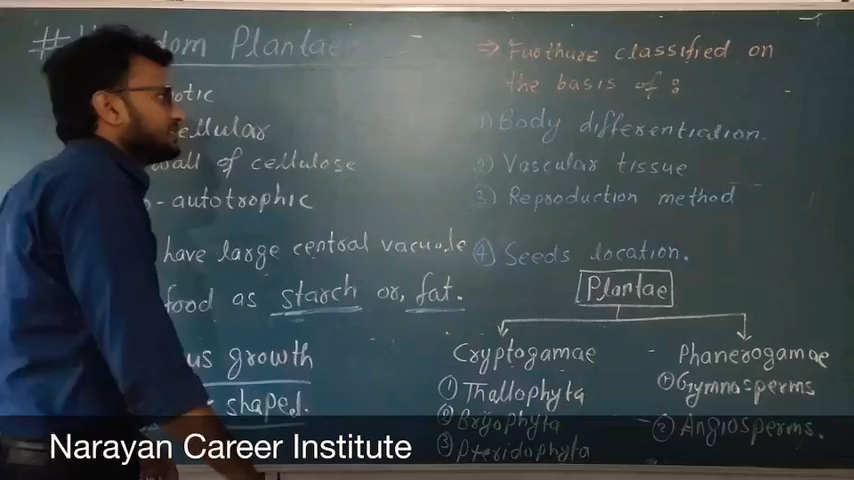 # dom Plantae
otic
cellular
wall of cellulose
- autotrophic
have large central vacuole
food as starch or, fat.
us growth
shaped.
⇒ Furthure classified on
the basis of :
① Body differentiation.
② Vascular tissue
③ Reproduction method
④ Seeds location.
Plantae
Cryptogamae
① Thallophyta
② Bryophyta
③ Pteridophyta
Phanerogamae
① Gymnosperms
② Angiosperms.
Narayan Career Institute